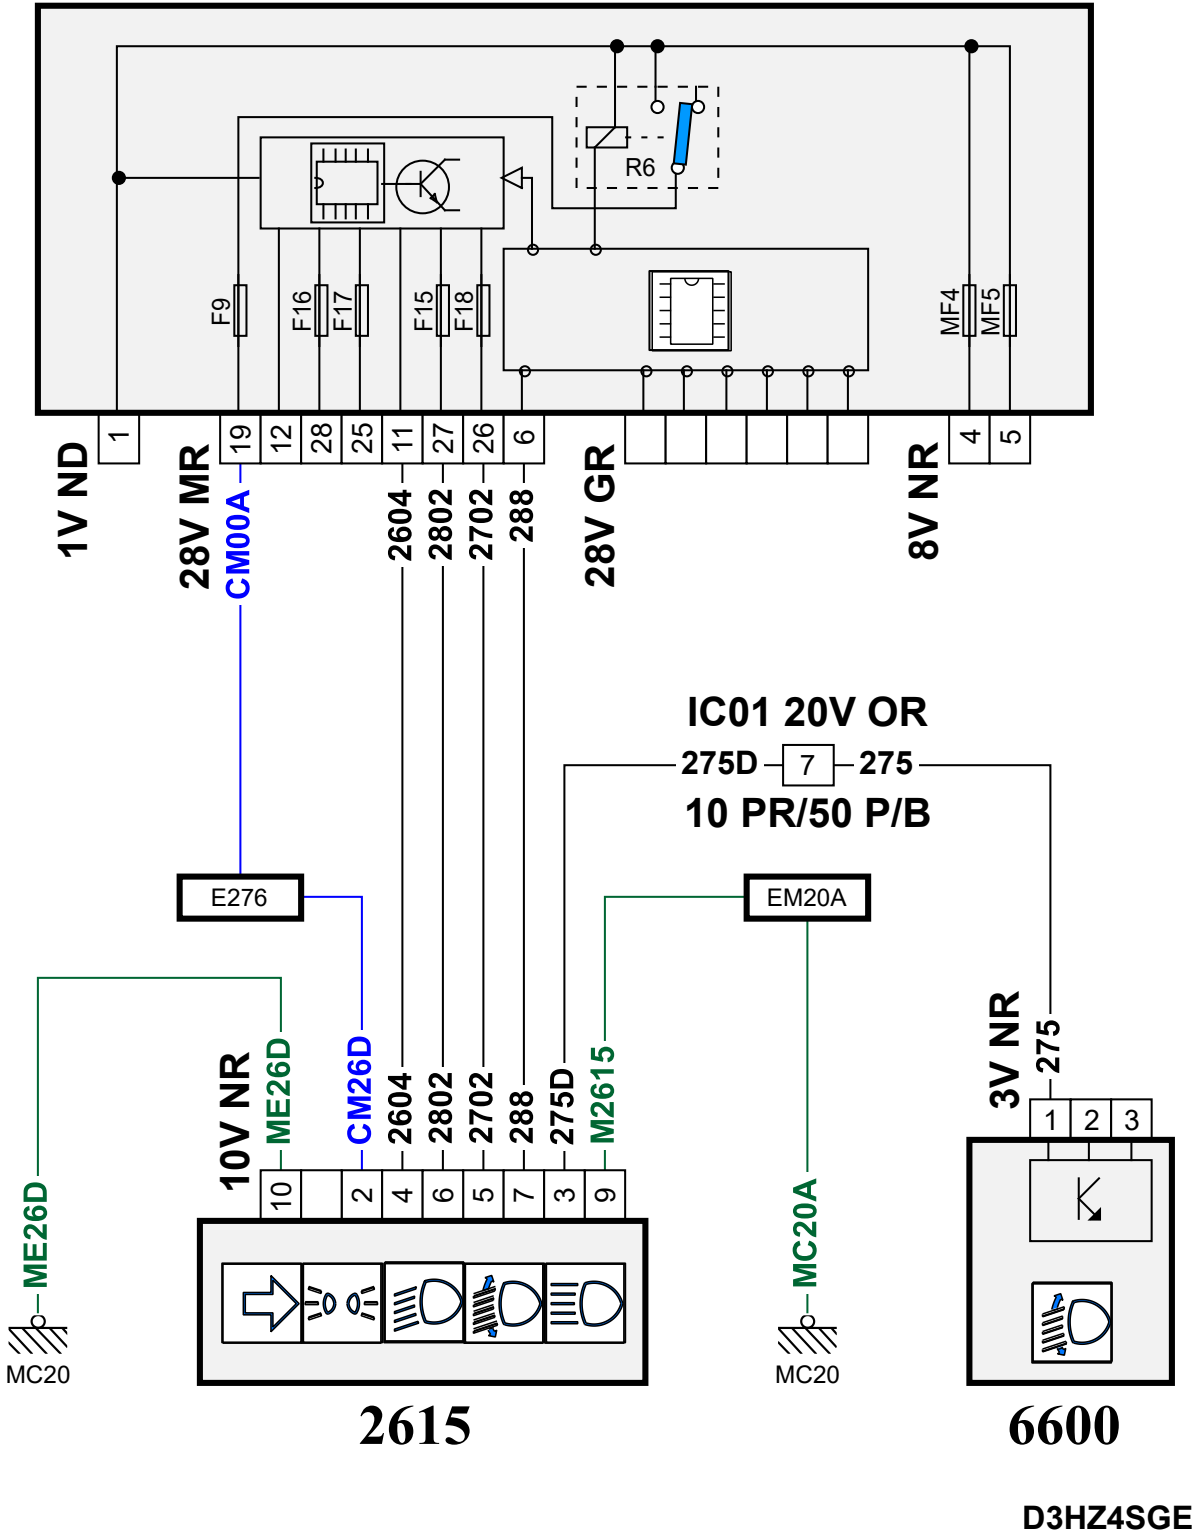 R6
F9
F16
F17
F15
F18
MF4
MF5
1
19
12
28
25
11
27
26
6
4
5
1V ND
28V MR
28V GR
8V NR
CM00A
2604
2802
2702
288
IC01 20V OR
275D 7 275
10 PR/50 P/B
E276
EM20A
10V NR
ME26D
CM26D
2604
2802
2702
288
275D
M2615
3V NR
275
1 2 3
10
2
4
6
5
7
3
9
ME26D
MC20A
MC20
MC20
2615
6600
D3HZ4SGE